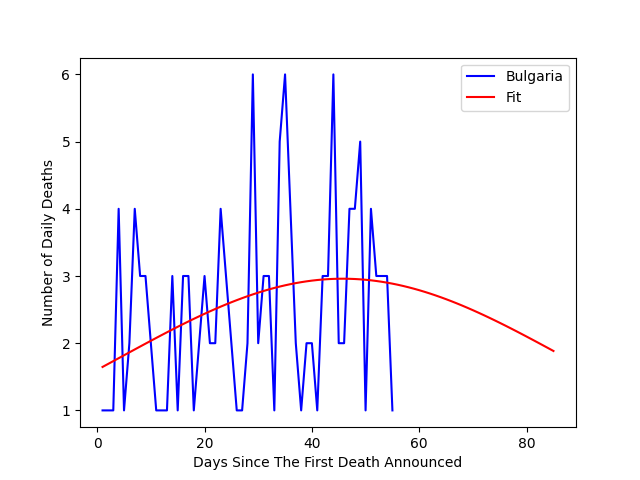 Bulgaria
Fit
6
5
4
3
2
1
Number of Daily Deaths
0 20 40 60 80
Days Since The First Death Announced